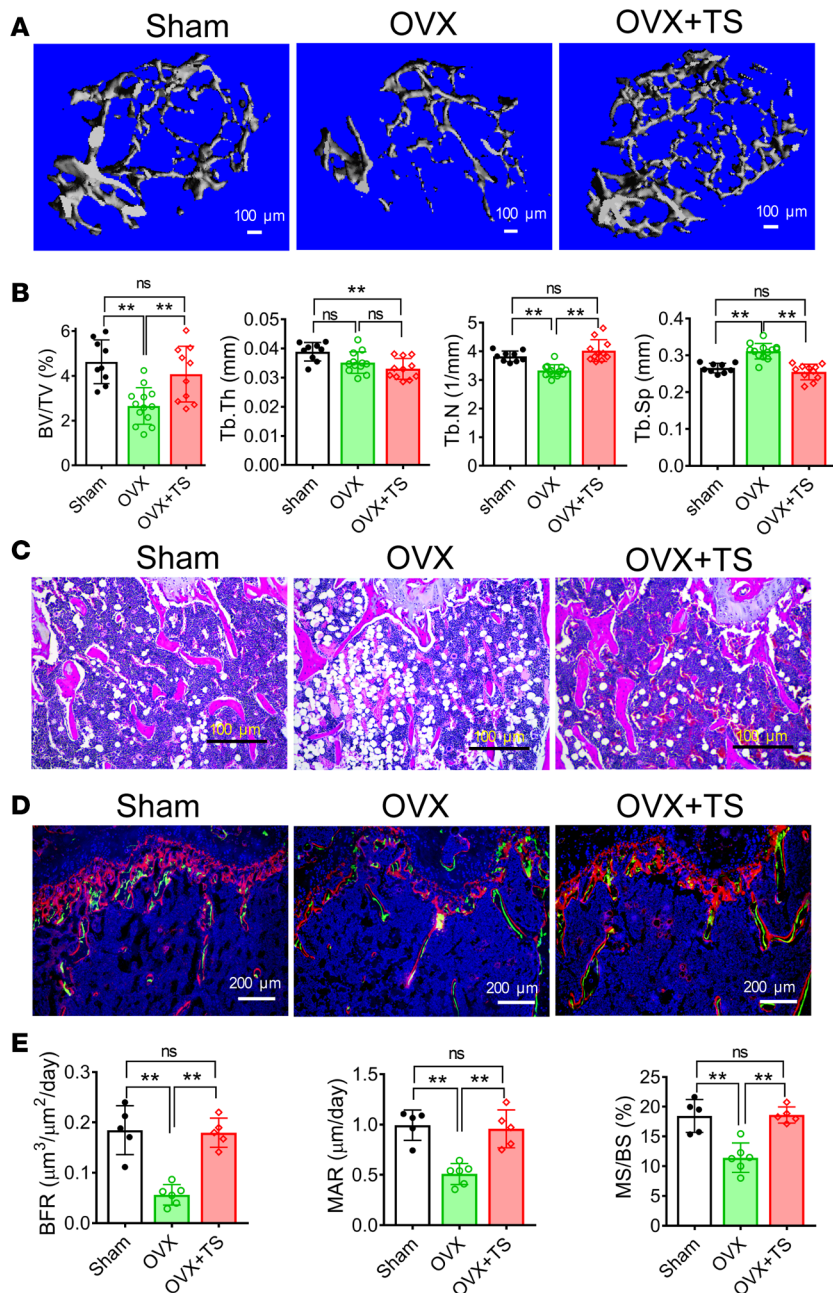 A
Sham
OVX
OVX+TS
100 µm
100 µm
100 µm
B
BV/TV (%)
6
4
2
0
ns
**
**
Sham
OVX
OVX+TS
Tb.Th (mm)
0.05
0.04
0.03
0.02
0.01
0.00
**
ns
ns
sham
OVX
OVX+TS
Tb.N (1/mm)
5
4
3
2
1
0
ns
**
**
sham
OVX
OVX+TS
Tb.Sp (mm)
0.4
0.3
0.2
0.0
ns
**
**
sham
OVX
OVX+TS
C
Sham
OVX
OVX+TS
100 µm
100 µm
100 µm
D
Sham
OVX
OVX+TS
200 µm
200 µm
200 µm
E
BFR (µm³/µm²/day)
0.3
0.2
0.1
0.0
ns
**
**
Sham
OVX
OVX+TS
MAR (µm/day)
1.5
1.0
0.5
0.0
ns
**
**
Sham
OVX
OVX+TS
MS/BS (%)
25
20
15
10
5
0
ns
**
**
Sham
OVX
OVX+TS